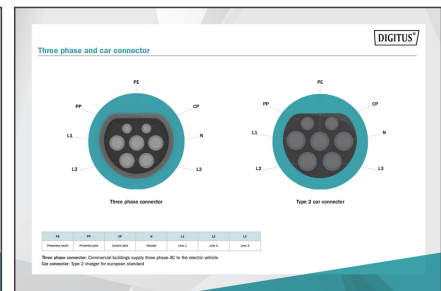 DIGITUS®
Three phase and car connector
PE
PP
CP
L1
N
L2
L3
Three phase connector
PE
PP
CP
L1
N
L2
L3
Type 2 car connector
PE PP CP N L1 L2 L3
Protective earth Proximity pilot Control pilot Neutral Line 1 Line 2 Line 3
Three phase connector: Commercial buildings supply three phase AC to the electric vehicle.
Car connector: Type 2 charger for european standard